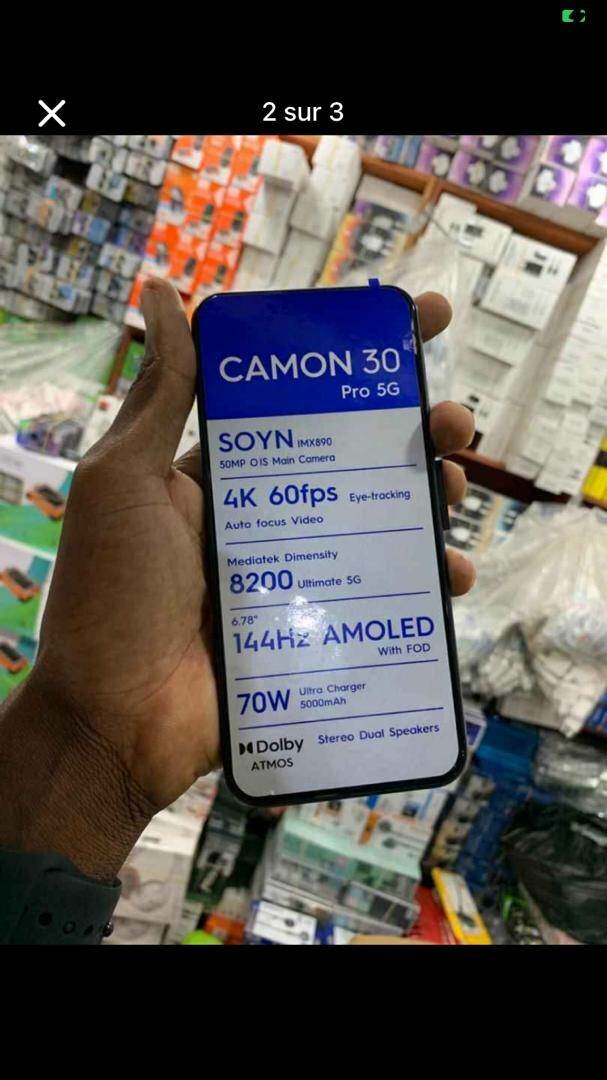 2 sur 3
CAMON 30
Pro 5G
SOYN IMX890
50MP OIS Main Camera
4K 60fps Eye-tracking
Auto focus Video
Mediatek Dimensity
8200 Ultimate 5G
6.78"
144Hz AMOLED
With FOD
70W Ultra Charger
5000mAh
Dolby Stereo Dual Speakers
ATMOS